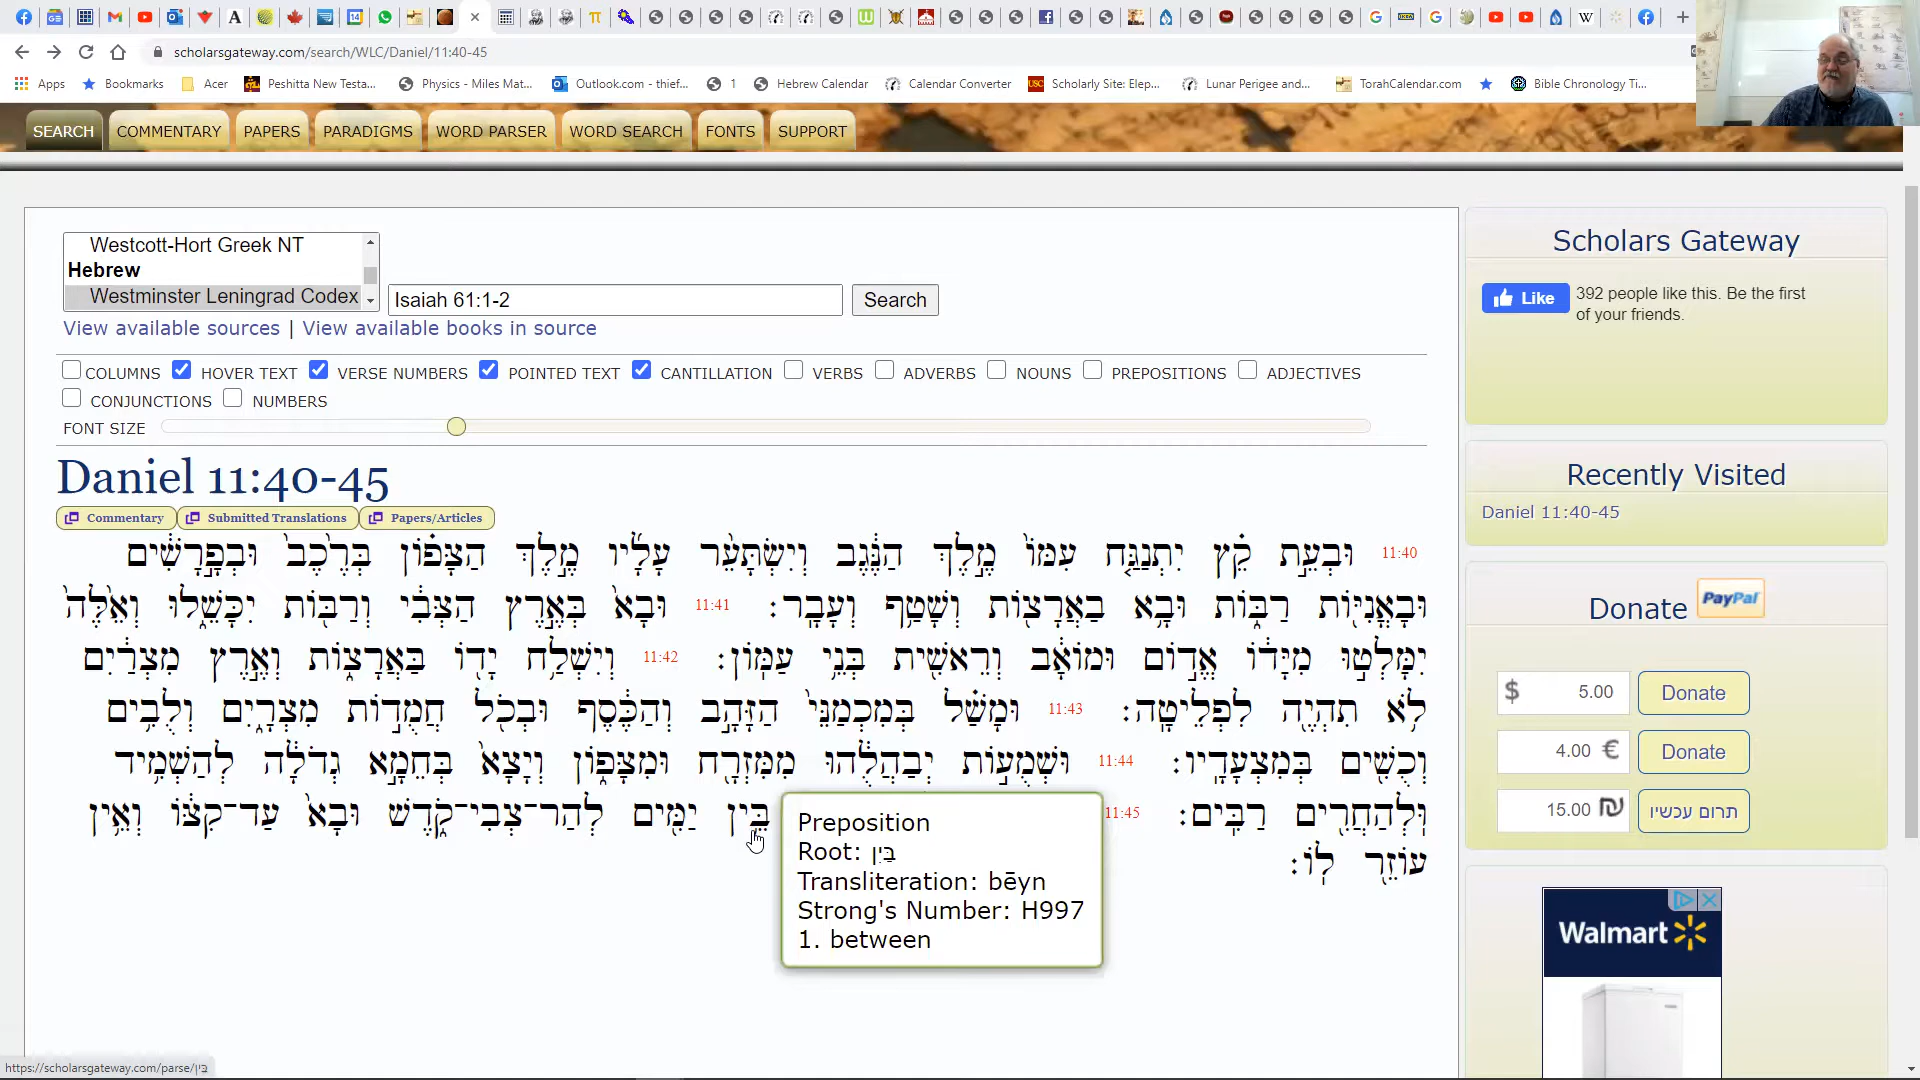 scholarsgateway.com/search/WLC/Daniel/11:40-45
Apps Bookmarks Acer Peshitta New Testa... Physics - Miles Mat... Outlook.com - thief... 1 Hebrew Calendar Calendar Converter Scholarly Site: Elep... Lunar Perigee and... TorahCalendar.com Bible Chronology Ti...
SEARCH COMMENTARY PAPERS PARADIGMS WORD PARSER WORD SEARCH FONTS SUPPORT
Westcott-Hort Greek NT
Hebrew
Westminster Leningrad Codex
Isaiah 61:1-2 Search
View available sources | View available books in source
COLUMNS HOVER TEXT VERSE NUMBERS POINTED TEXT CANTILLATION VERBS ADVERBS NOUNS PREPOSITIONS ADJECTIVES
CONJUNCTIONS NUMBERS
FONT SIZE
Daniel 11:40-45
Commentary Submitted Translations Papers/Articles
11:40 וּבְעֵ֣ת קֵ֗ץ יִתְנַגַּ֤ח עִמּוֹ֙ מֶ֣לֶךְ הַנֶּ֔גֶב וְיִשְׂתָּעֵ֨ר עָלָ֜יו מֶ֣לֶךְ הַצָּפ֗וֹן בְּרֶ֙כֶב֙ וּבְפָ֣רָשִׁ֔ים
וּבָאֳנִיּ֖וֹת רַבּ֑וֹת וּבָ֥א בַאֲרָצ֖וֹת וְשָׁטַ֥ף וְעָבָֽר׃ 11:41 וּבָא֙ בְּאֶ֣רֶץ הַצְּבִ֔י וְרַבּ֖וֹת יִכָּשֵׁ֑לוּ וְאֵ֙לֶּה֙
יִמָּלְט֣וּ מִיָּד֔וֹ אֱד֣וֹם וּמוֹאָ֔ב וְרֵאשִׁ֖ית בְּנֵ֥י עַמּֽוֹן׃ 11:42 וְיִשְׁלַ֥ח יָד֖וֹ בַּאֲרָצ֑וֹת וְאֶ֣רֶץ מִצְרַ֔יִם
לֹ֥א תִהְיֶ֖ה לִפְלֵיטָֽה׃ 11:43 וּמָשַׁ֗ל בְּמִכְמַנֵּי֙ הַזָּהָ֣ב וְהַכֶּ֔סֶף וּבְכֹ֖ל חֲמֻד֣וֹת מִצְרָ֑יִם וְלֻבִ֥ים
וְכֻשִׁ֖ים בְּמִצְעָדָֽיו׃ 11:44 וּשְׁמֻע֣וֹת יְבַהֲלֻ֔הוּ מִמִּזְרָ֖ח וּמִצָּפ֑וֹן וְיָצָא֙ בְּחֵמָ֣א גְדֹלָ֔ה לְהַשְׁמִ֥יד
וּֽלְהַחֲרִ֖ים רַבִּֽים׃ 11:45 בֵּ֥ין יַמִּ֖ים לְהַר־צְבִי־קֹ֑דֶשׁ וּבָא֙ עַד־קִצּ֔וֹ וְאֵ֥ין
עוֹזֵ֖ר לֽוֹ׃
Preposition
Root: בַּיִן
Transliteration: bēyn
Strong's Number: H997
1. between
Scholars Gateway
Like 392 people like this. Be the first
of your friends.
Recently Visited
Daniel 11:40-45
Donate PayPal
$ 5.00 Donate
4.00 € Donate
15.00 ₪ תרום עכשיו
Walmart
https://scholarsgateway.com/parse/בֵּין